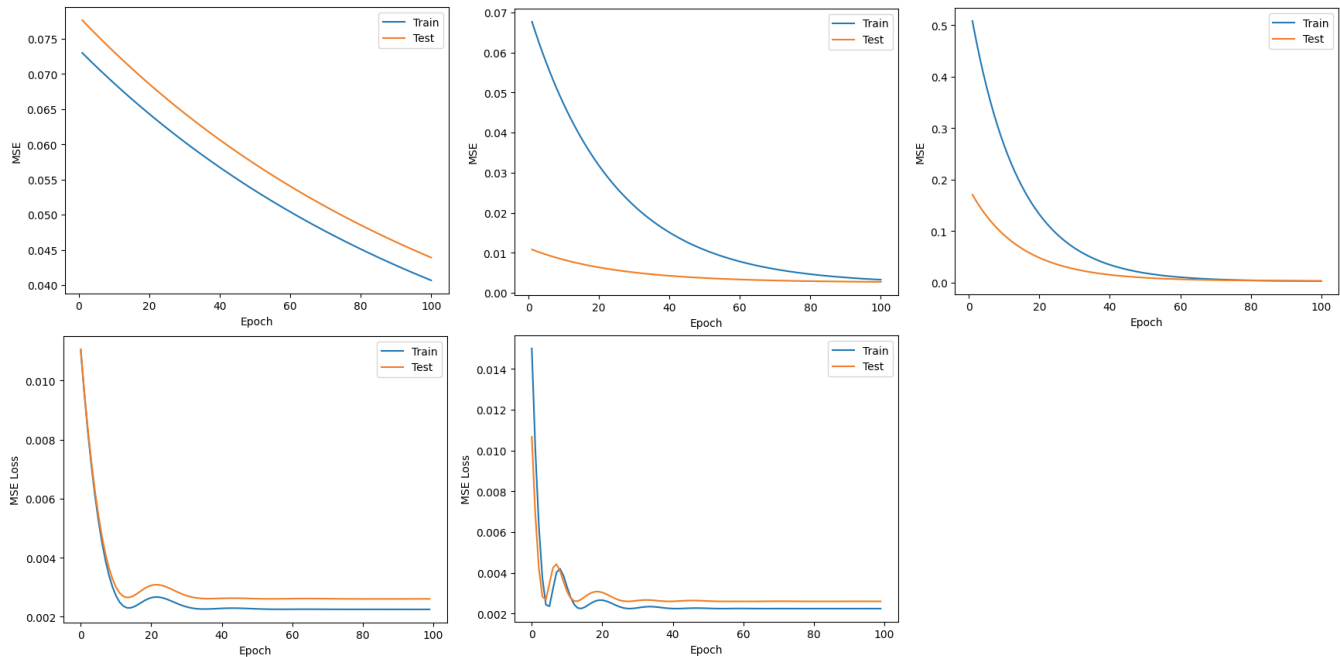 0.075
0.070
0.065
0.060
0.055
0.050
0.045
0.040
MSE
0 20 40 60 80 100
Epoch
Train
Test
0.07
0.06
0.05
0.04
0.03
0.02
0.01
0.00
MSE
0 20 40 60 80 100
Epoch
Train
Test
0.5
0.4
0.3
0.2
0.1
0.0
MSE
0 20 40 60 80 100
Epoch
Train
Test
0.010
0.008
0.006
0.004
0.002
MSE Loss
0 20 40 60 80 100
Epoch
Train
Test
0.014
0.012
0.010
0.008
0.006
0.004
0.002
MSE Loss
0 20 40 60 80 100
Epoch
Train
Test